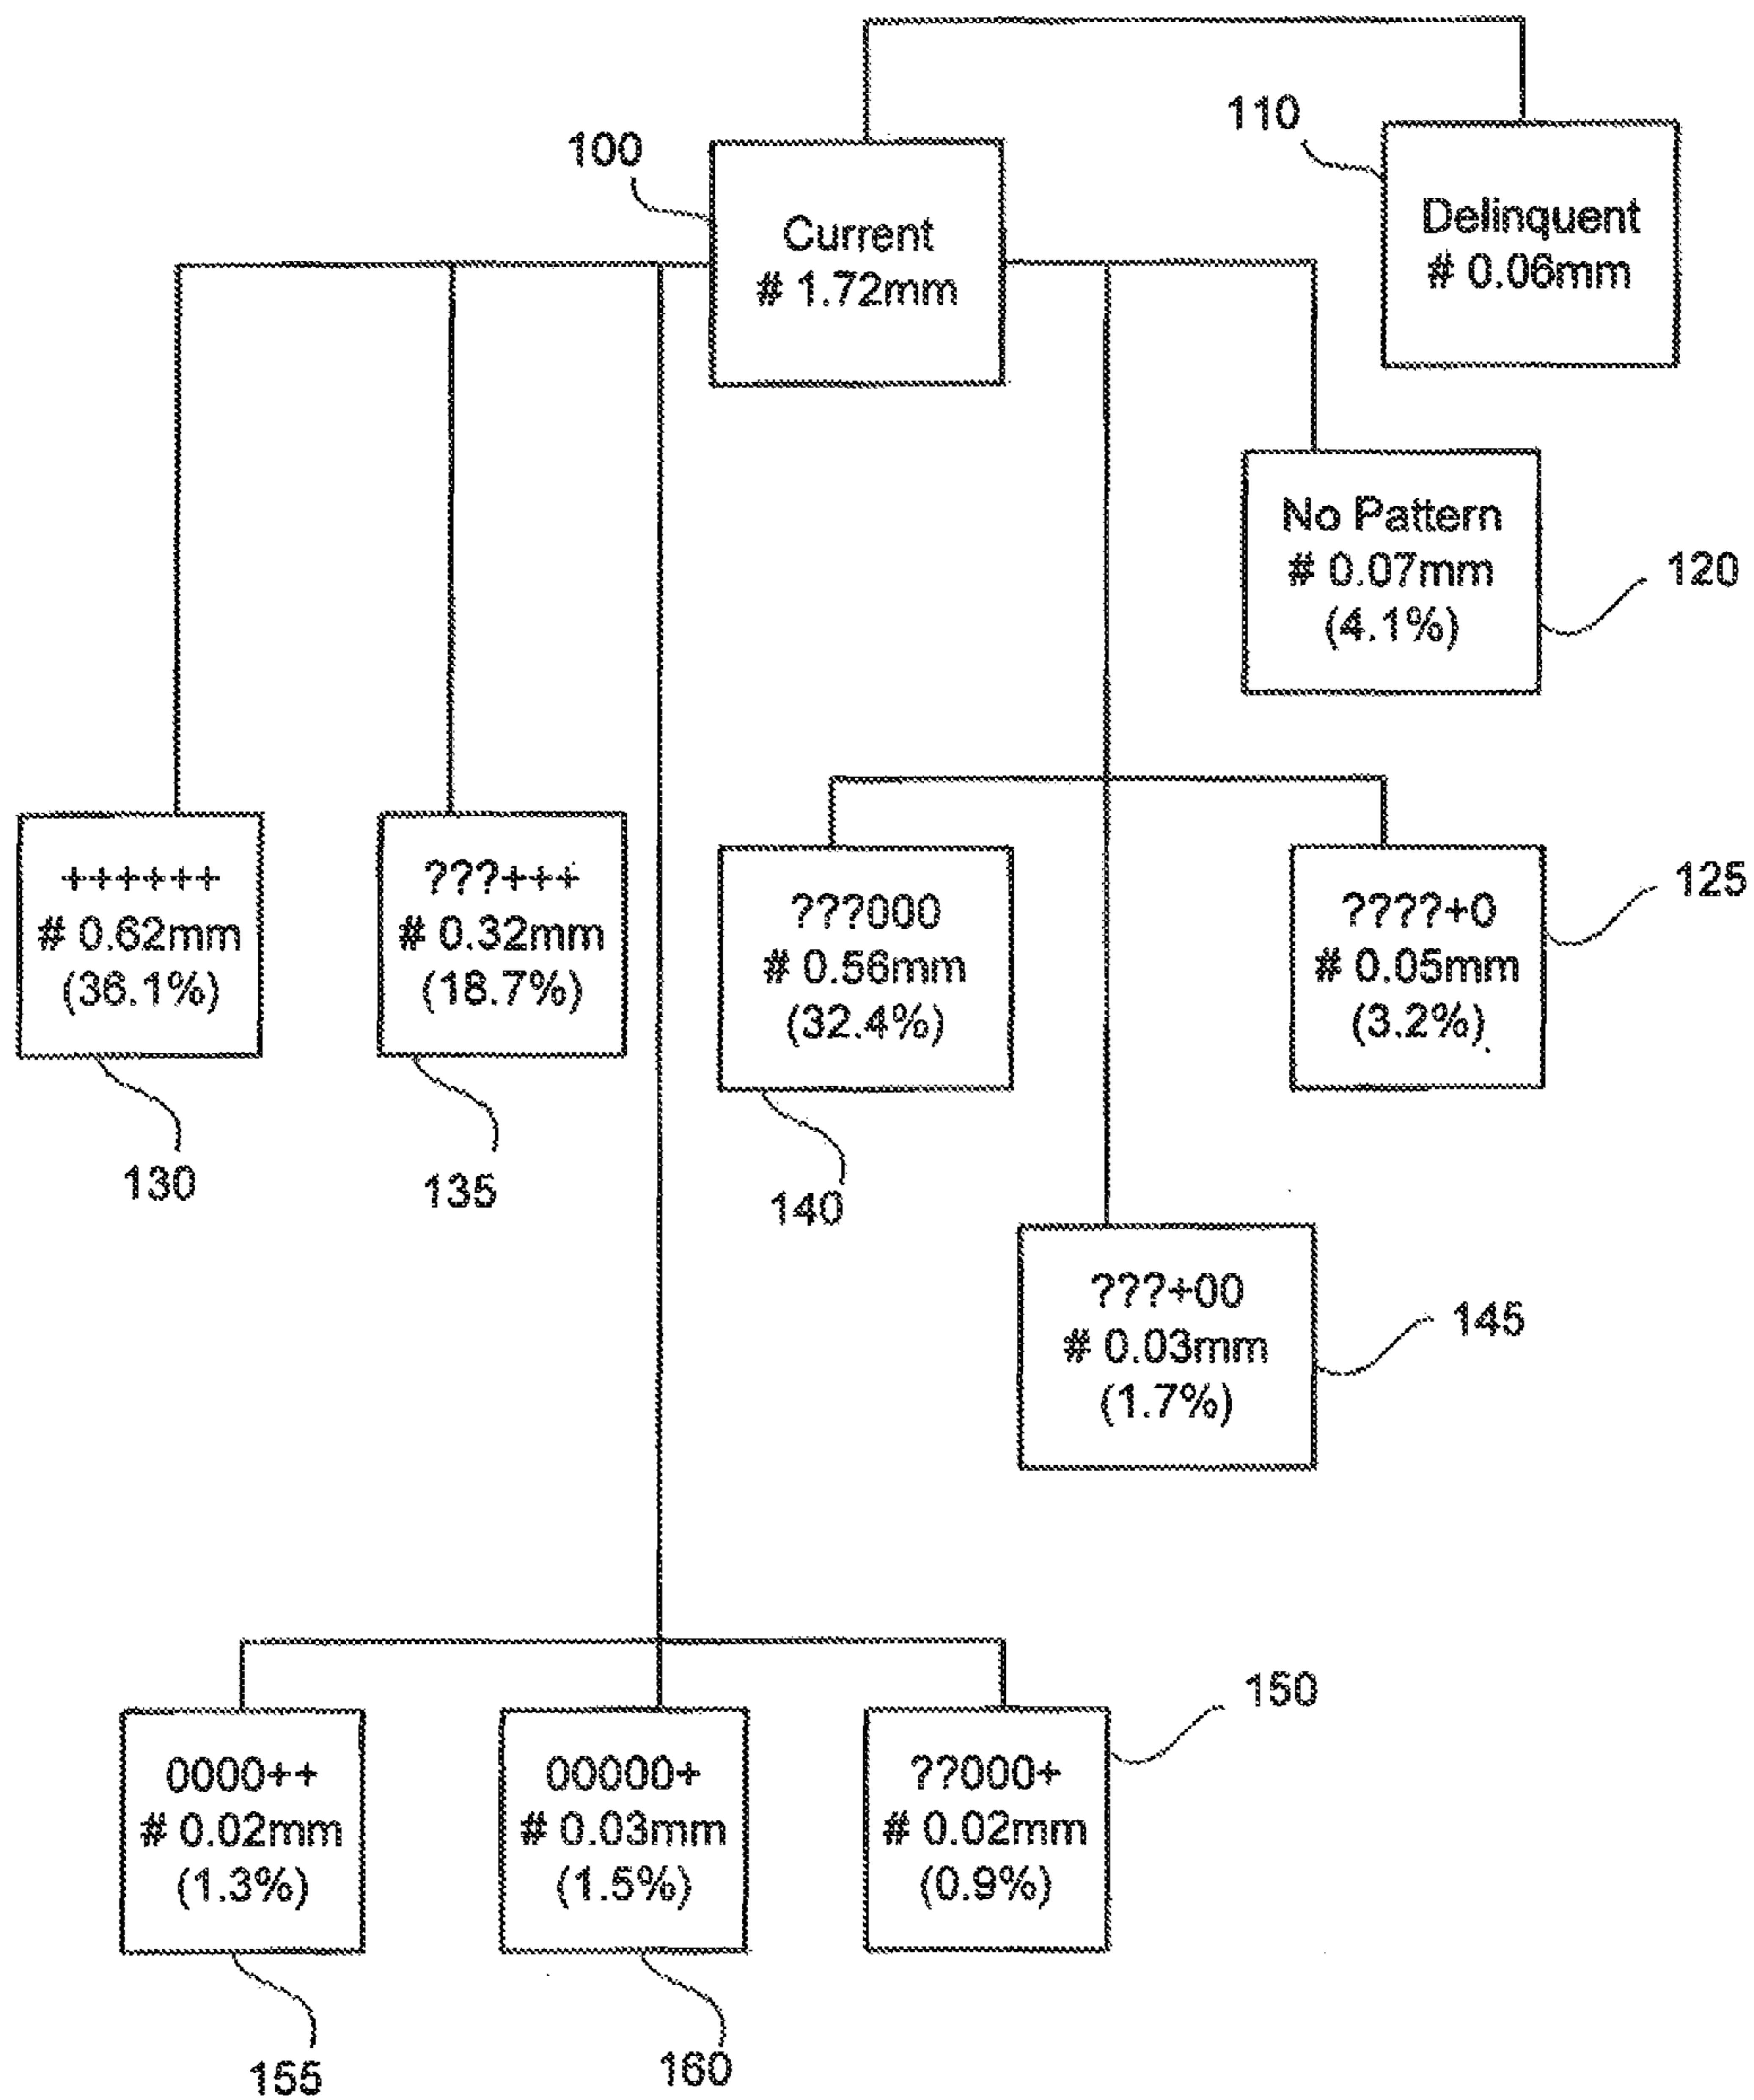 110
100
Delinquent
# 0.06mm
Current
# 1.72mm
No Pattern
# 0.07mm
(4.1%)
120
++++++
# 0.62mm
(36.1%)
130
???+++
# 0.32mm
(18.7%)
135
???000
# 0.56mm
(32.4%)
140
????+0
# 0.05mm
(3.2%)
125
???+00
# 0.03mm
(1.7%)
145
0000++
# 0.02mm
(1.3%)
155
00000+
# 0.03mm
(1.5%)
160
??000+
# 0.02mm
(0.9%)
150